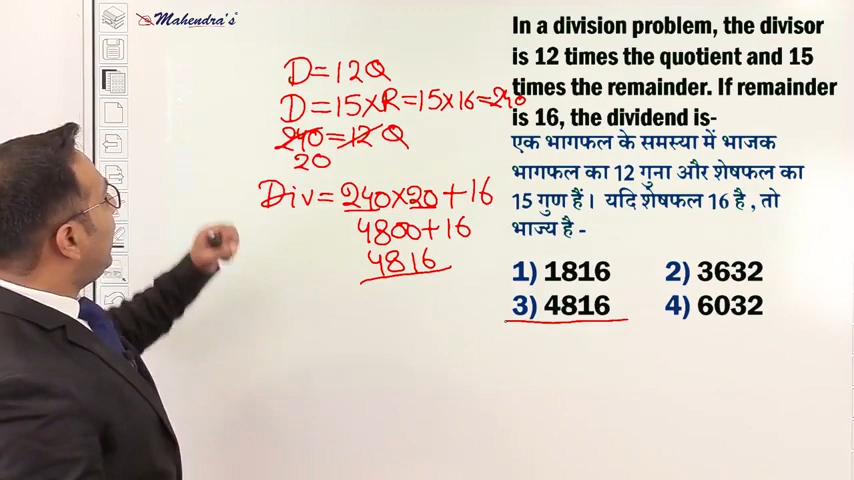 Mahendra's
D=12Q
D=15×R=15×16=240
240=12Q
20
Div=240×20+16
4800+16
4816
In a division problem, the divisor
is 12 times the quotient and 15
times the remainder. If remainder
is 16, the dividend is-
एक भागफल के समस्या में भाजक
भागफल का 12 गुना और शेषफल का
15 गुण हैं। यदि शेषफल 16 है , तो
भाज्य है -
1) 1816 2) 3632
3) 4816 4) 6032